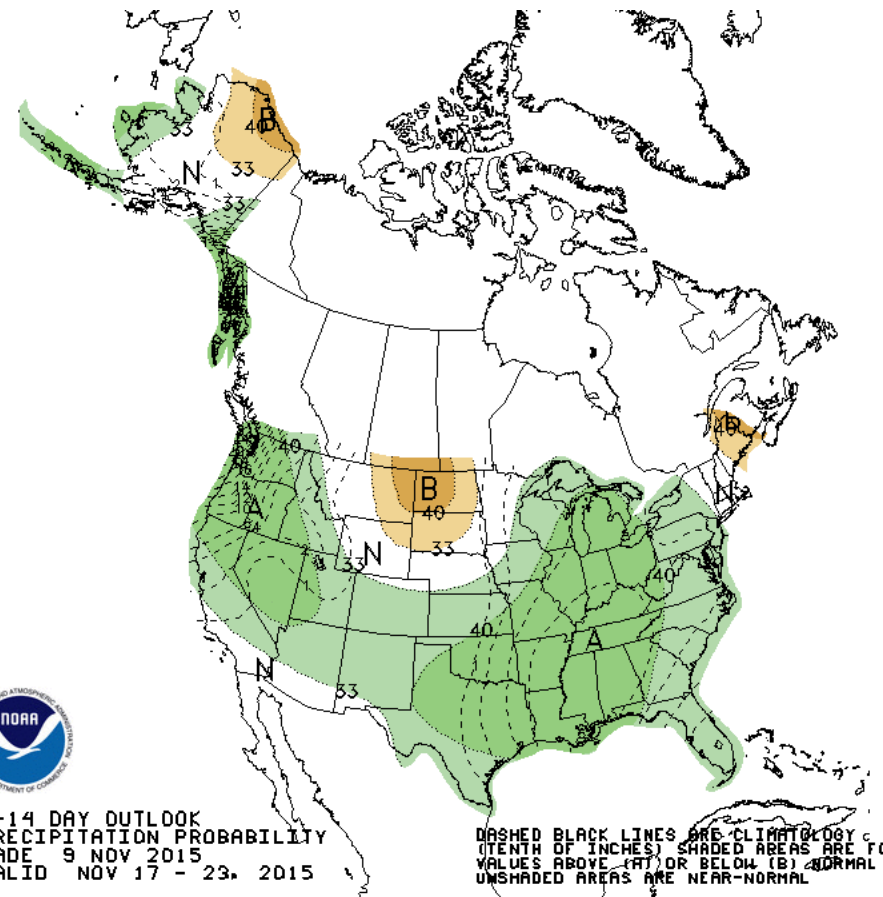 B
33
40
N
33
33
B
40
40
A
B
40
33
N
N
33
40
40
A
N
33
NOAA
-14 DAY OUTLOOK
RECIPITATION PROBABILITY
ADE 9 NOV 2015
ALID NOV 17 - 23, 2015
DASHED BLACK LINES ARE CLIMATOLOGY
(TENTH OF INCHES) SHADED AREAS ARE FO
VALUES ABOVE (A) OR BELOW (B) NORMAL
UNSHADED AREAS ARE NEAR-NORMAL